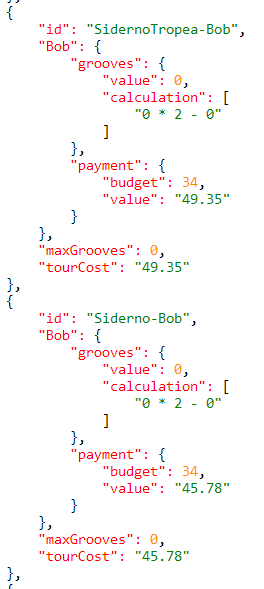 },
{
    "id": "SidernoTropea-Bob",
    "Bob": {
        "grooves": {
            "value": 0,
            "calculation": [
                "0 * 2 - 0"
            ]
        },
        "payment": {
            "budget": 34,
            "value": "49.35"
        }
    },
    "maxGrooves": 0,
    "tourCost": "49.35"
},
{
    "id": "Siderno-Bob",
    "Bob": {
        "grooves": {
            "value": 0,
            "calculation": [
                "0 * 2 - 0"
            ]
        },
        "payment": {
            "budget": 34,
            "value": "45.78"
        }
    },
    "maxGrooves": 0,
    "tourCost": "45.78"
},
{